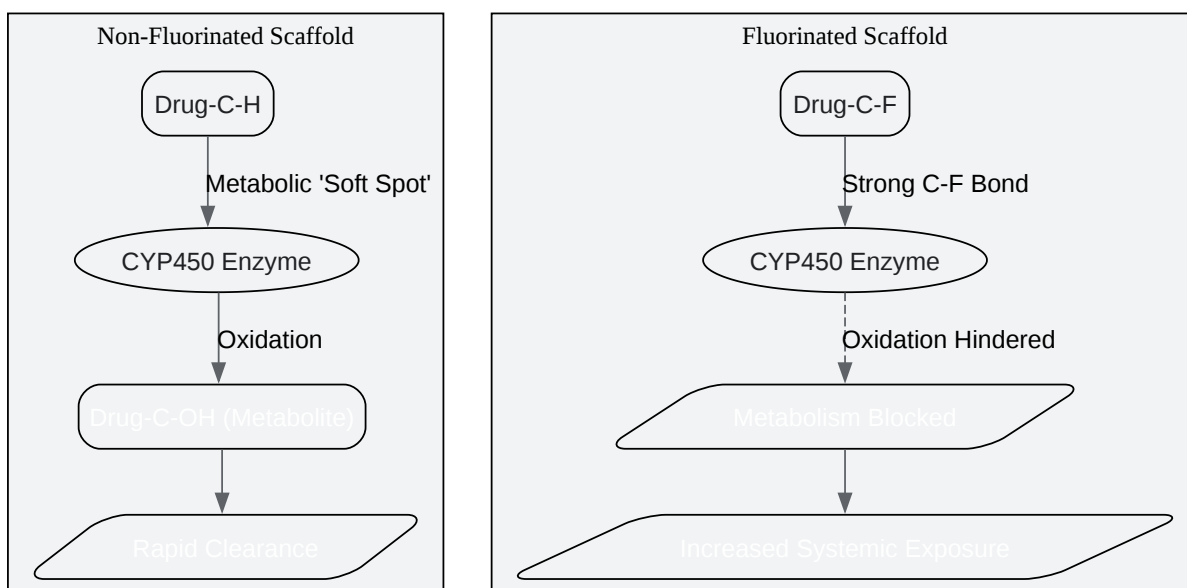 Non-Fluorinated Scaffold
Drug-C-H
Metabolic 'Soft Spot'
CYP450 Enzyme
Oxidation
Drug-C-OH (Metabolite)
Rapid Clearance
Fluorinated Scaffold
Drug-C-F
Strong C-F Bond
CYP450 Enzyme
Oxidation Hindered
Metabolism Blocked
Increased Systemic Exposure